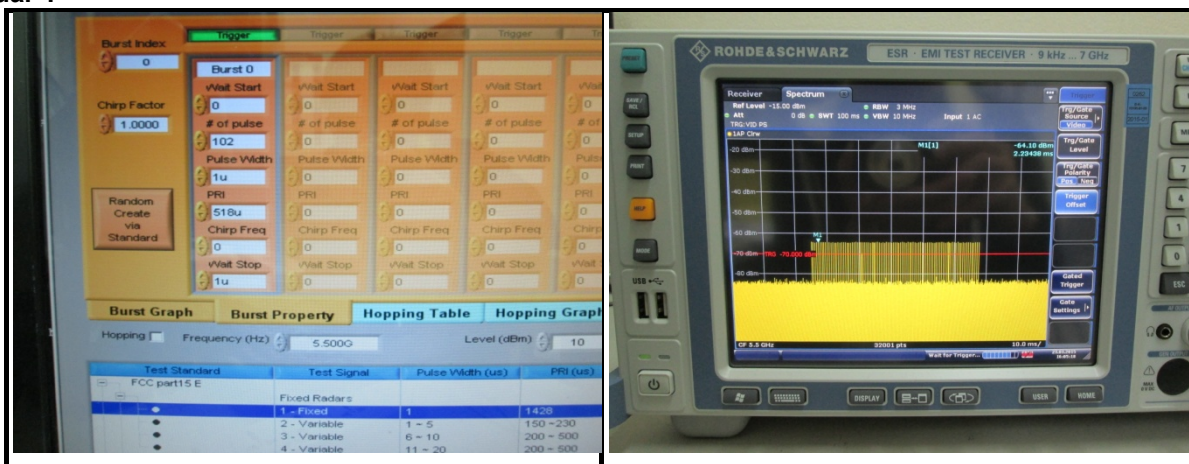 Burst Index
0
Chirp Factor
1.0000
Random
Create
via
Standard
Trigger Trigger Trigger Trigger
Burst 0
Wait Start Wait Start Wait Start Wait Start
0 0 0 0
# of pulse # of pulse # of pulse # of pulse
102 0 0 0
Pulse Width Pulse Width Pulse Width Pulse Width
1u 0 0 0
PRI PRI PRI PRI
518u 0 0 0
Chirp Freq Chirp Freq Chirp Freq Chirp Freq
0 0 0 0
Wait Stop Wait Stop Wait Stop Wait Stop
1u 0 0 0
Burst Graph Burst Property Hopping Table Hopping Graph
Hopping Frequency (Hz) 5.500G Level (dBm) 10
Test Standard Test Signal Pulse Width (us) PRI (us)
FCC part15 E
Fixed Radars
1 - Fixed 1 1428
2 - Variable 1 ~ 5 150 ~230
3 - Variable 6 ~ 10 200 ~ 500
4 - Variable 11 ~ 20 200 ~ 500
ROHDE&SCHWARZ ESR · EMI TEST RECEIVER · 9 kHz ... 7 GHz
PRESET
SAVE/
RCL
SETUP
PRINT
HELP
MODE
USB
Receiver Spectrum
Ref Level -15.00 dBm RBW 3 MHz
Att 0 dB SWT 100 ms VBW 10 MHz Input 1 AC
TRG:VID PS
1AP Clrw
M1[1] -64.10 dBm
2.23438 ms
-20 dBm
-30 dBm
-40 dBm
-50 dBm
-60 dBm
M1
-70 dBm TRG -70.000 dBm
-80 dBm
32001 pts 10.0 ms/
Wait for Trigger...
Trigger
Trg/Gate
Source
Video
Trg/Gate
Level
Trg/Gate
Polarity
Pos Neg
Trigger
Offset
Gated
Trigger
Gate
Settings
7
4
1
0
ESC
DISPLAY
USER
HOME